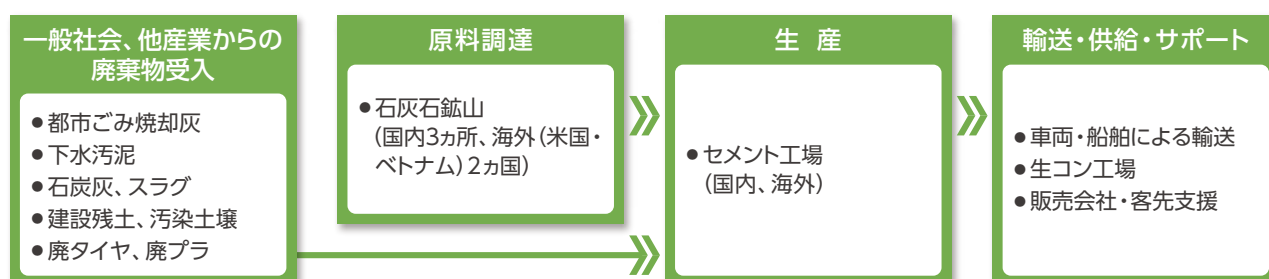 一般社会、他産業からの
廃棄物受入
●都市ごみ焼却灰
●下水汚泥
●石炭灰、スラグ
●建設残土、汚染土壌
●廃タイヤ、廃プラ
原料調達
●石灰石鉱山
(国内3ヵ所、海外(米国・
ベトナム)2ヵ国)
生 産
●セメント工場
(国内、海外)
輸送・供給・サポート
●車両・船舶による輸送
●生コン工場
●販売会社・客先支援